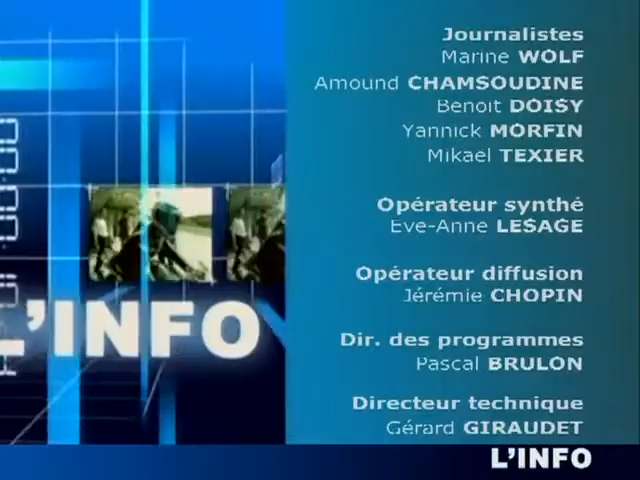 Journalistes
Marine WOLF
Amound CHAMSOUDINE
Benoit DOISY
Yannick MORFIN
Mikael TEXIER
Opérateur synthé
Eve-Anne LESAGE
Opérateur diffusion
Jérémie CHOPIN
Dir. des programmes
Pascal BRULON
Directeur technique
Gérard GIRAUDET
L'INFO
L'INFO